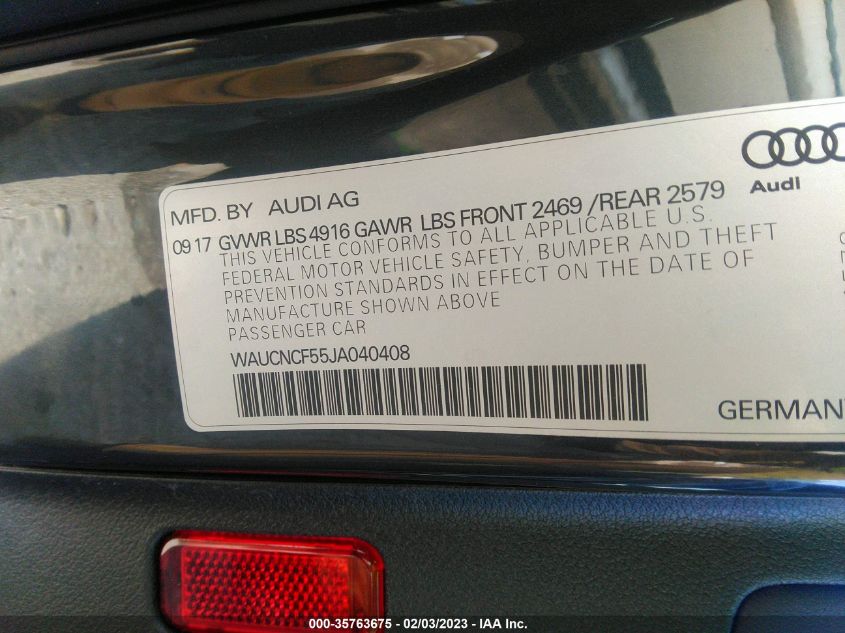 Audi
MFD. BY AUDI AG
09 17 GVWR LBS 4916 GAWR LBS FRONT 2469 /REAR 2579
THIS VEHICLE CONFORMS TO ALL APPLICABLE U.S.
FEDERAL MOTOR VEHICLE SAFETY, BUMPER AND THEFT
PREVENTION STANDARDS IN EFFECT ON THE DATE OF
MANUFACTURE SHOWN ABOVE
PASSENGER CAR
WAUCNCF55JA040408
GERMAN
000-35763675 - 02/03/2023 - IAA Inc.